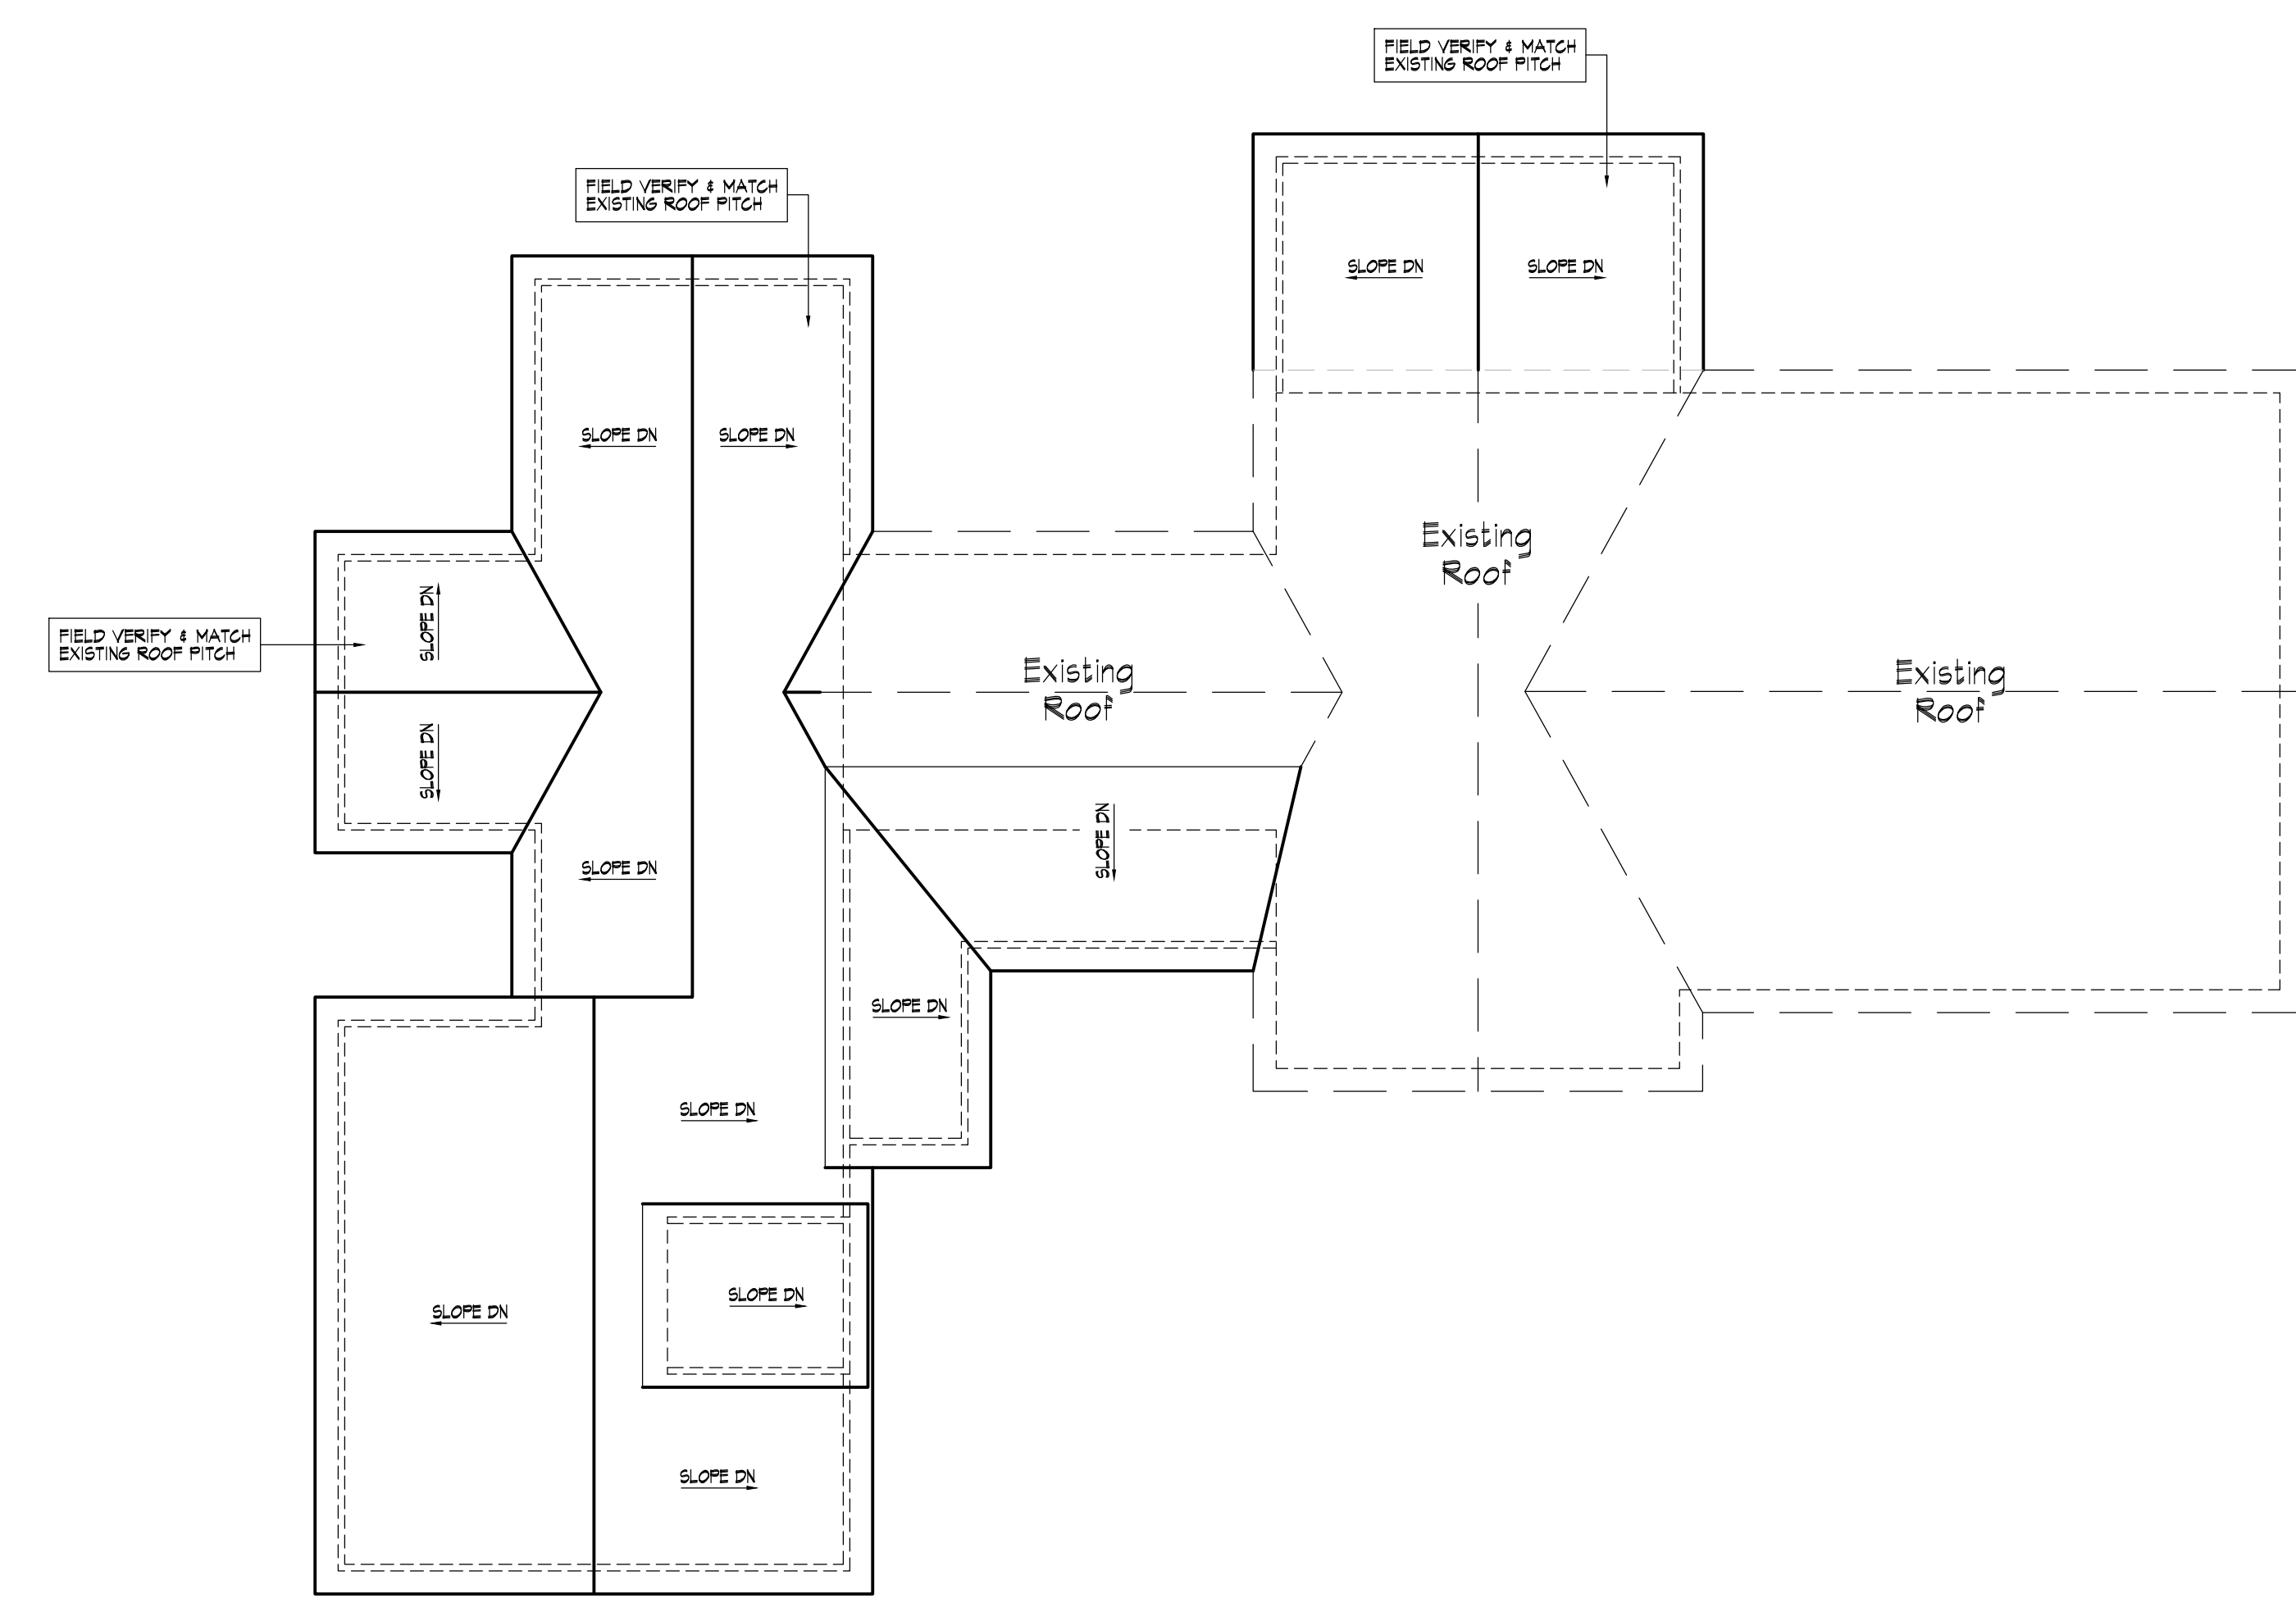 FIELD VERIFY & MATCH
EXISTING ROOF PITCH
FIELD VERIFY & MATCH
EXISTING ROOF PITCH
SLOPE DN
SLOPE DN
SLOPE DN
SLOPE DN
Existing
Roof
SLOPE DN
FIELD VERIFY & MATCH
EXISTING ROOF PITCH
Existing
Roof
Existing
Roof
SLOPE DN
SLOPE DN
SLOPE DN
SLOPE DN
SLOPE DN
SLOPE DN
SLOPE DN
SLOPE DN